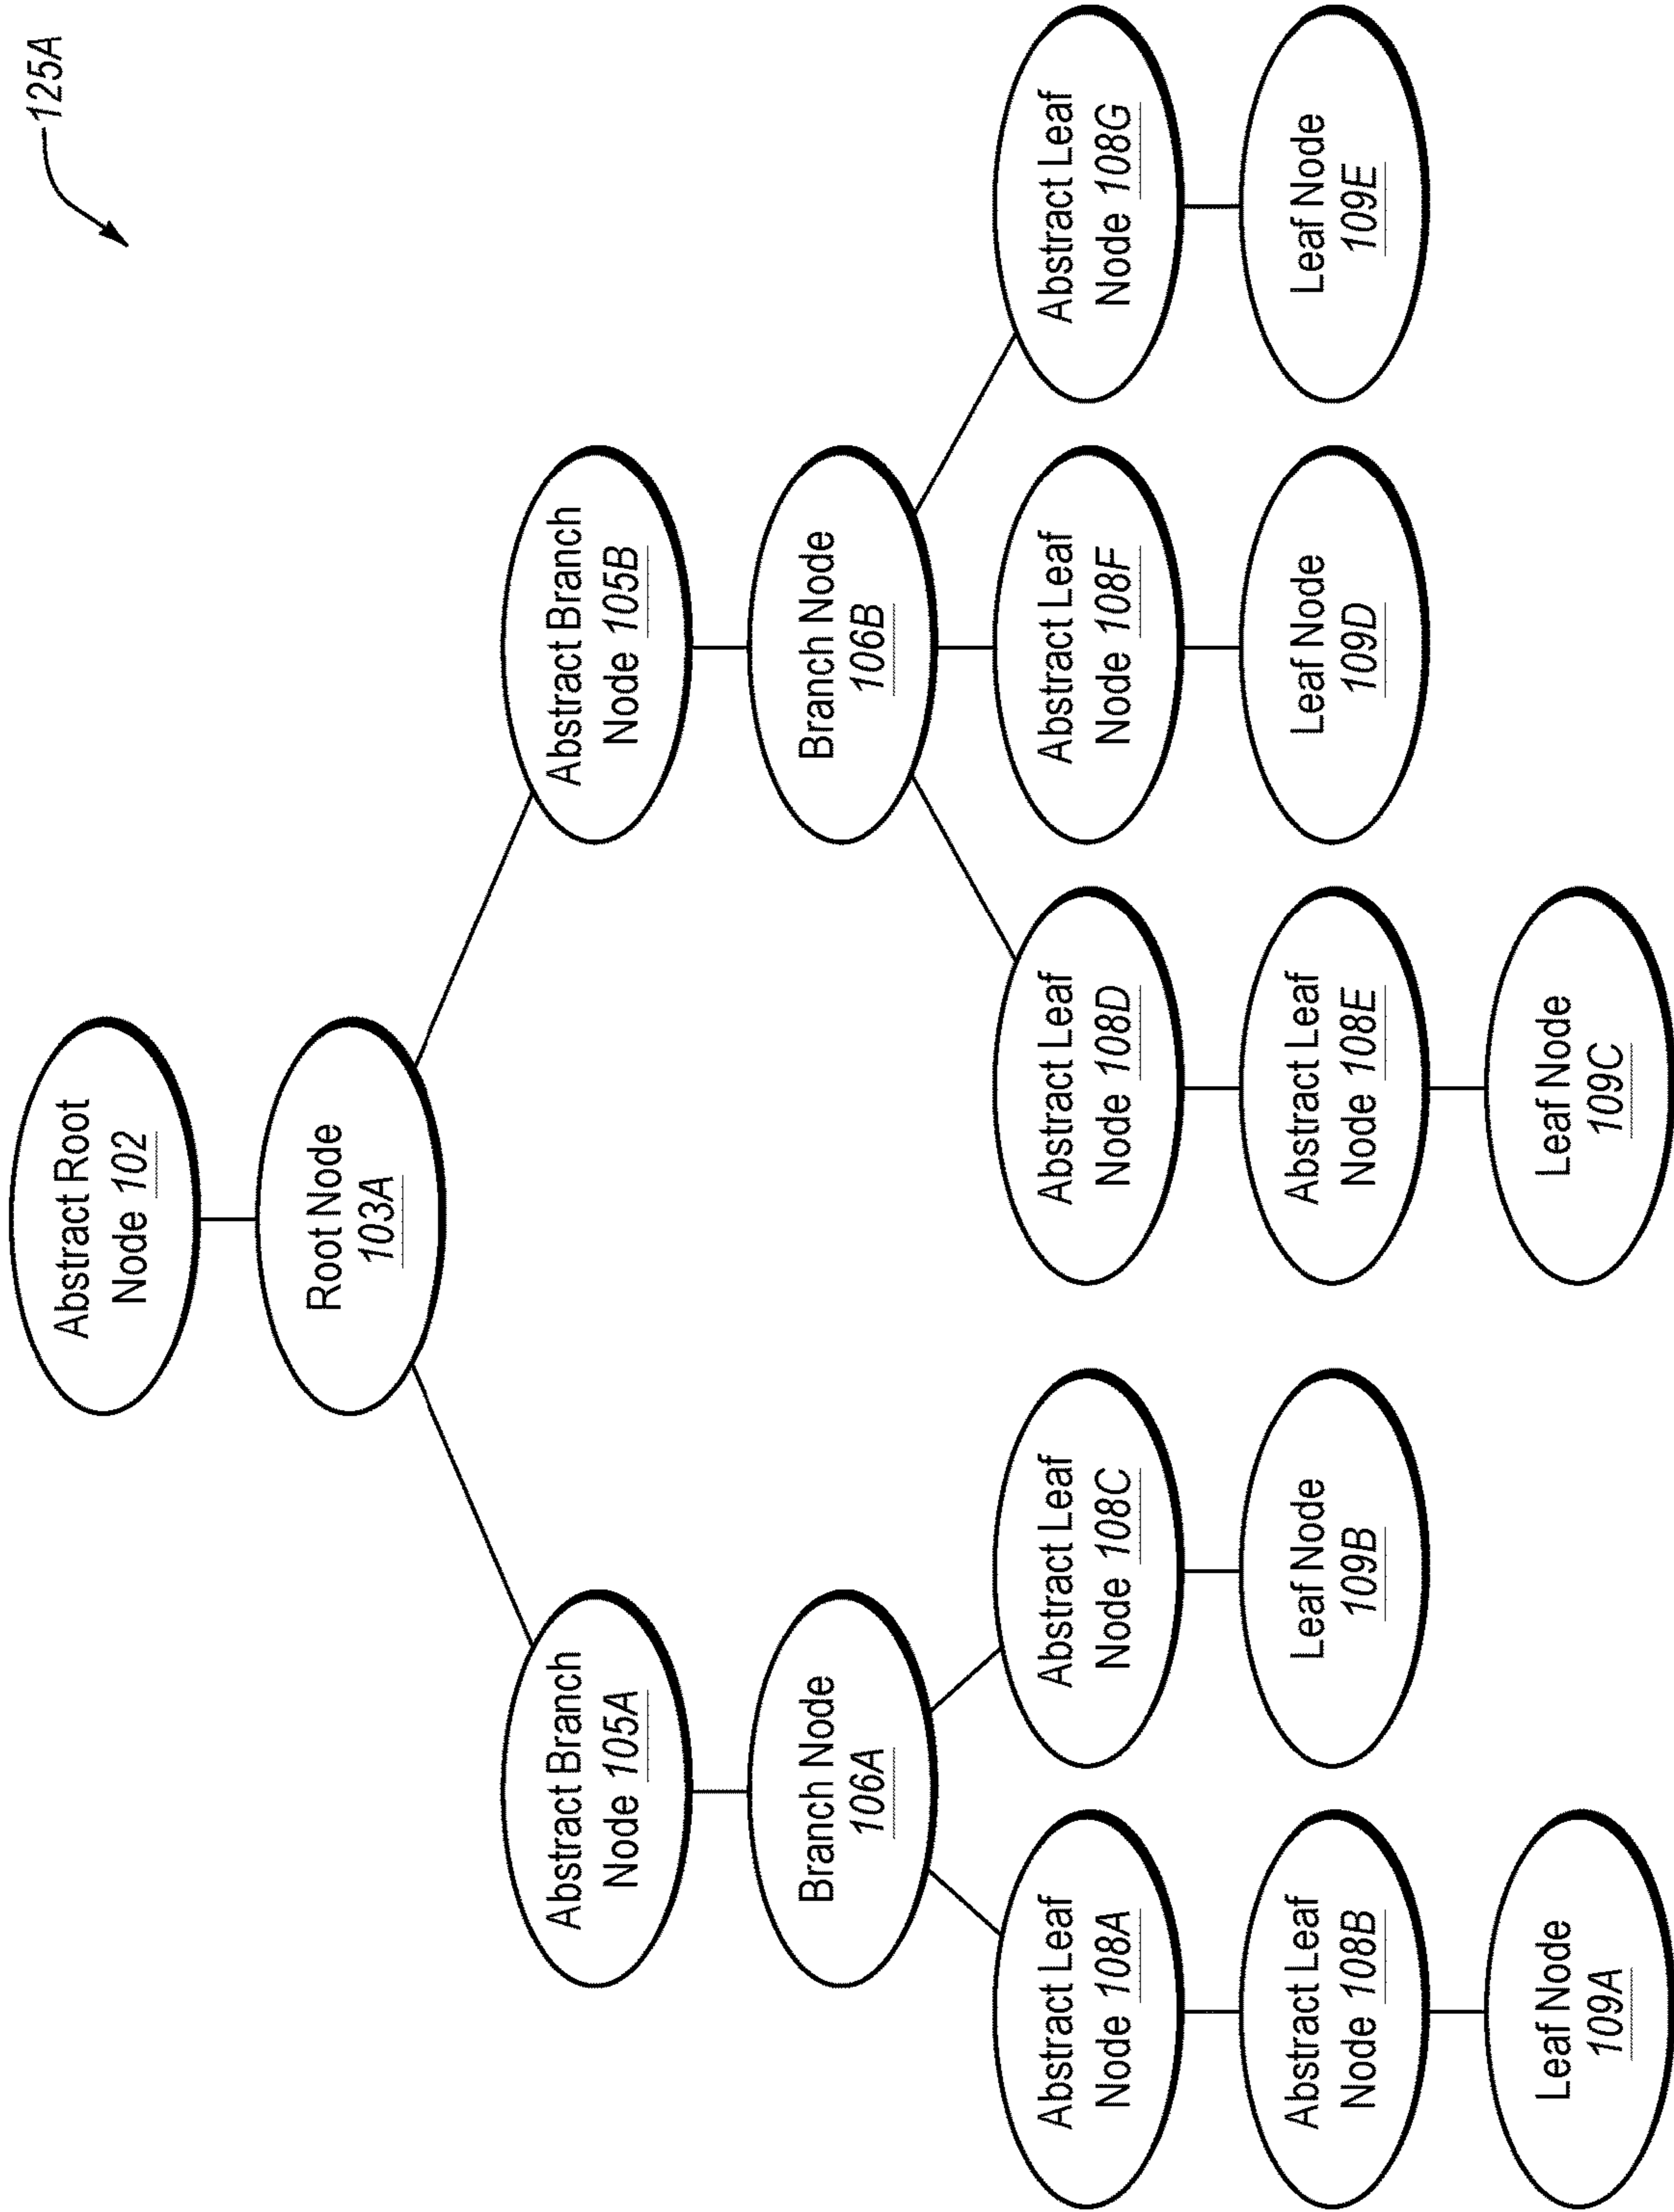 125A
Abstract Root
Node 102
Root Node
103A
Abstract Branch
Node 105A
Abstract Branch
Node 105B
Branch Node
106A
Branch Node
106B
Abstract Leaf
Node 108A
Abstract Leaf
Node 108C
Abstract Leaf
Node 108D
Abstract Leaf
Node 108F
Abstract Leaf
Node 108G
Abstract Leaf
Node 108B
Leaf Node
109B
Abstract Leaf
Node 108E
Leaf Node
109D
Leaf Node
109E
Leaf Node
109A
Leaf Node
109C